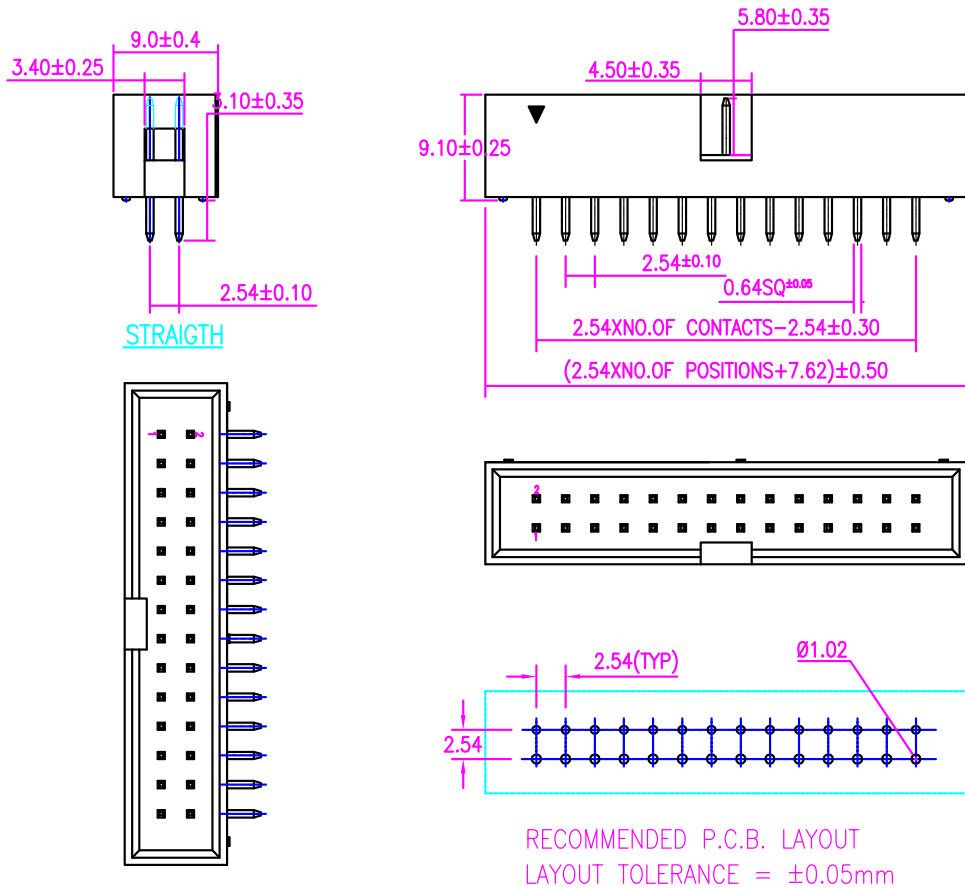 5.80±0.35
9.0±0.4
3.40±0.25
4.50±0.35
3.10±0.35
9.10±0.25
2.54±0.10
0.64SQ±0.05
2.54±0.10
2.54XNO.OF CONTACTS-2.54±0.30
STRAIGTH
(2.54XNO.OF POSITIONS+7.62)±0.50
1
2
2
1
2.54(TYP)
Ø1.02
2.54
RECOMMENDED P.C.B. LAYOUT
LAYOUT TOLERANCE = ±0.05mm